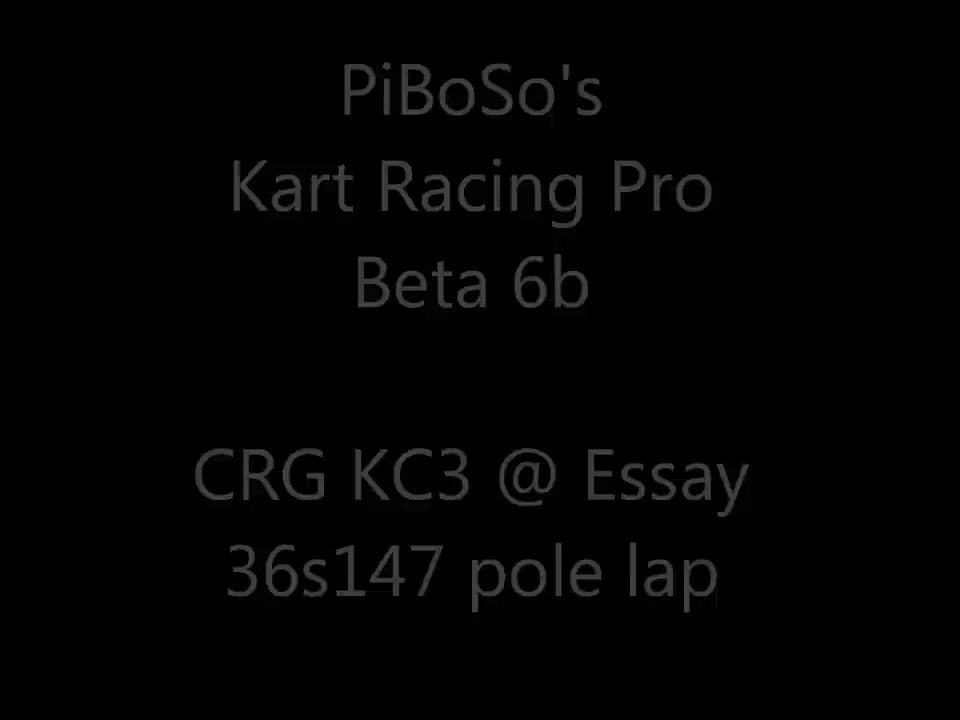 PiBoSo's
Kart Racing Pro
Beta 6b
CRG KC3 @ Essay
36s147 pole lap